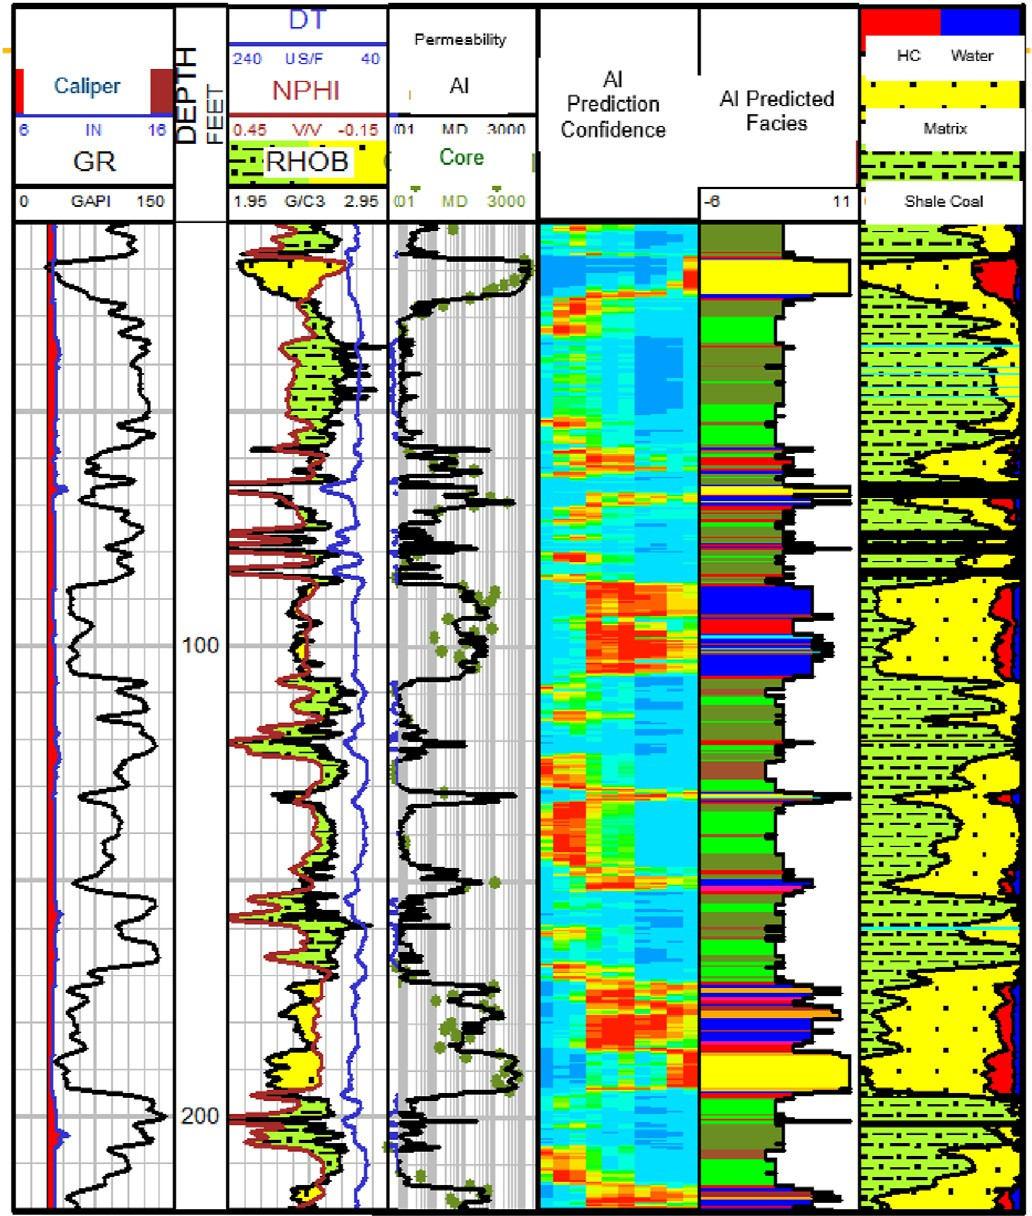 Caliper
6 IN 16
GR
0 GAPI 150
DEPTH
FEET
DT
240 US/F 40
NPHI
0.45 V/V -0.15
RHOB
1.95 G/C3 2.95
Permeability
AI
01 MD 3000
Core
01 MD 3000
AI
Prediction
Confidence
AI Predicted
Facies
-6 11
HC Water
Matrix
Shale Coal
100
200